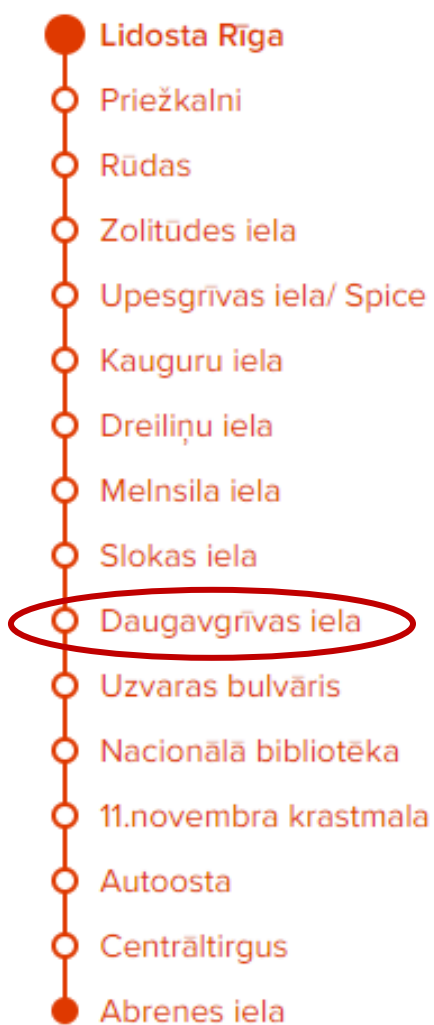 Lidosta Rīga
Priežkalni
Rūdas
Zolitūdes iela
Upesgrīvas iela/ Spice
Kauguru iela
Dreiliņu iela
Melnsila iela
Slokas iela
Daugavgrīvas iela
Uzvaras bulvāris
Nacionālā bibliotēka
11.novembra krastmala
Autoosta
Centrāltirgus
Abrenes iela